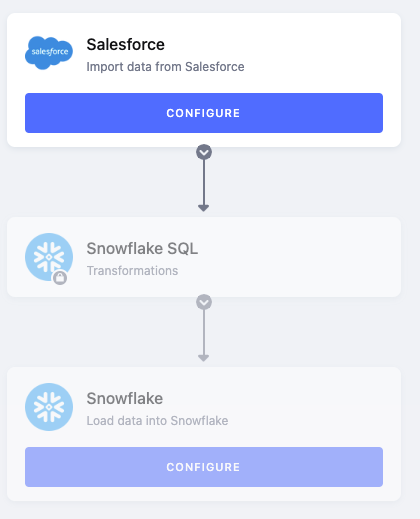 salesforce
Salesforce
Import data from Salesforce
CONFIGURE
Snowflake SQL
Transformations
Snowflake
Load data into Snowflake
CONFIGURE